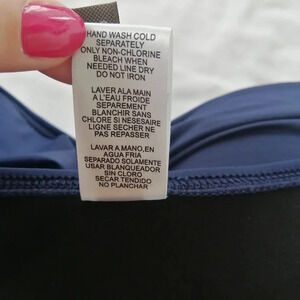 HAND WASH COLD
SEPARATELY
ONLY NON-CHLORINE
BLEACH WHEN
NEEDED LINE DRY
DO NOT IRON
LAVER ALA MAIN
A L'EAU FROIDE
SEPAREMENT
BLANCHIR SANS
CHLORE SI NESESAIRE
LIGNE SECHER NE
PAS REPASSER
LAVAR A MANO,EN
AGUA FRIA
SEPARADO SOLAMENTE
USAR BLANQUEADOR
SIN CLORO
SECAR TENDIDO
NO PLANCHAR